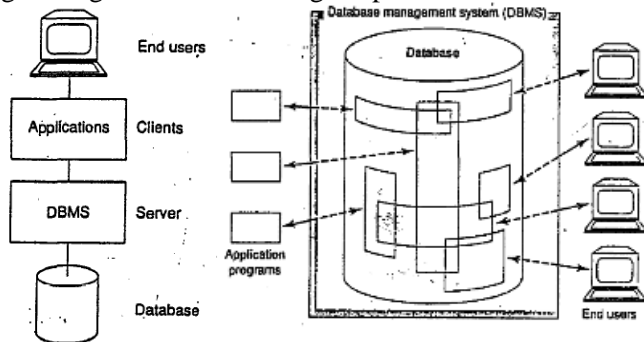 Database management system (DBMS)
End users
Database
Applications
Clients
DBMS
Server
Application
programs
Database
End users